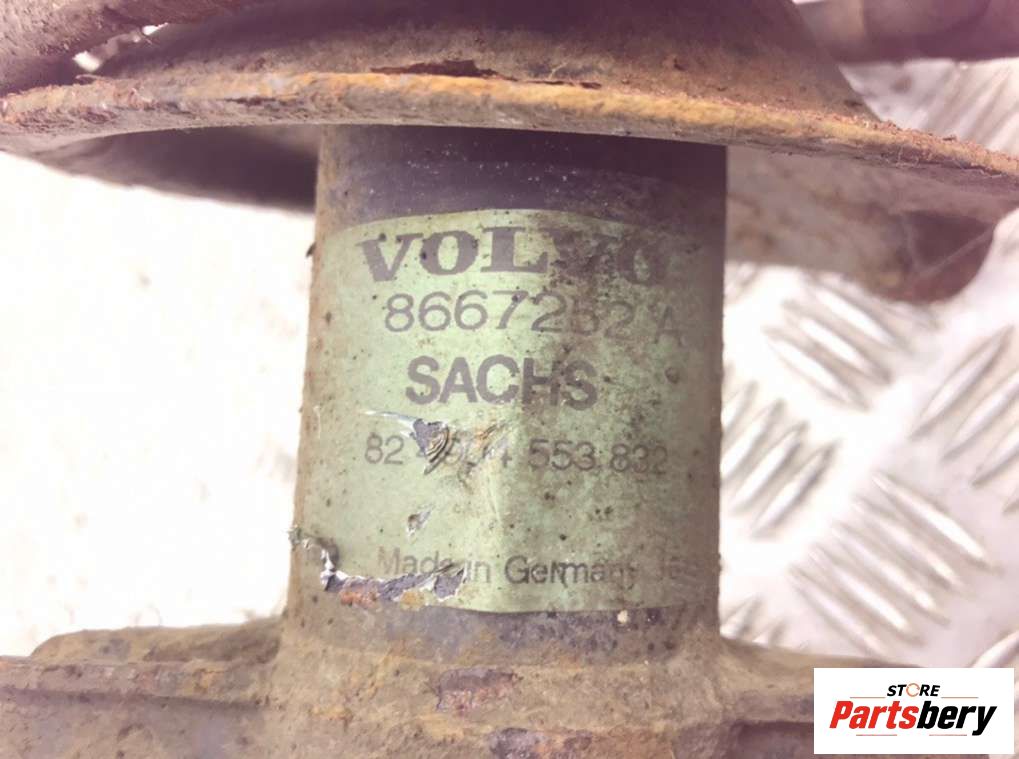 VOLVO
8667252 A
SACHS
553 832
Made in Germany
STORE
Partsbery